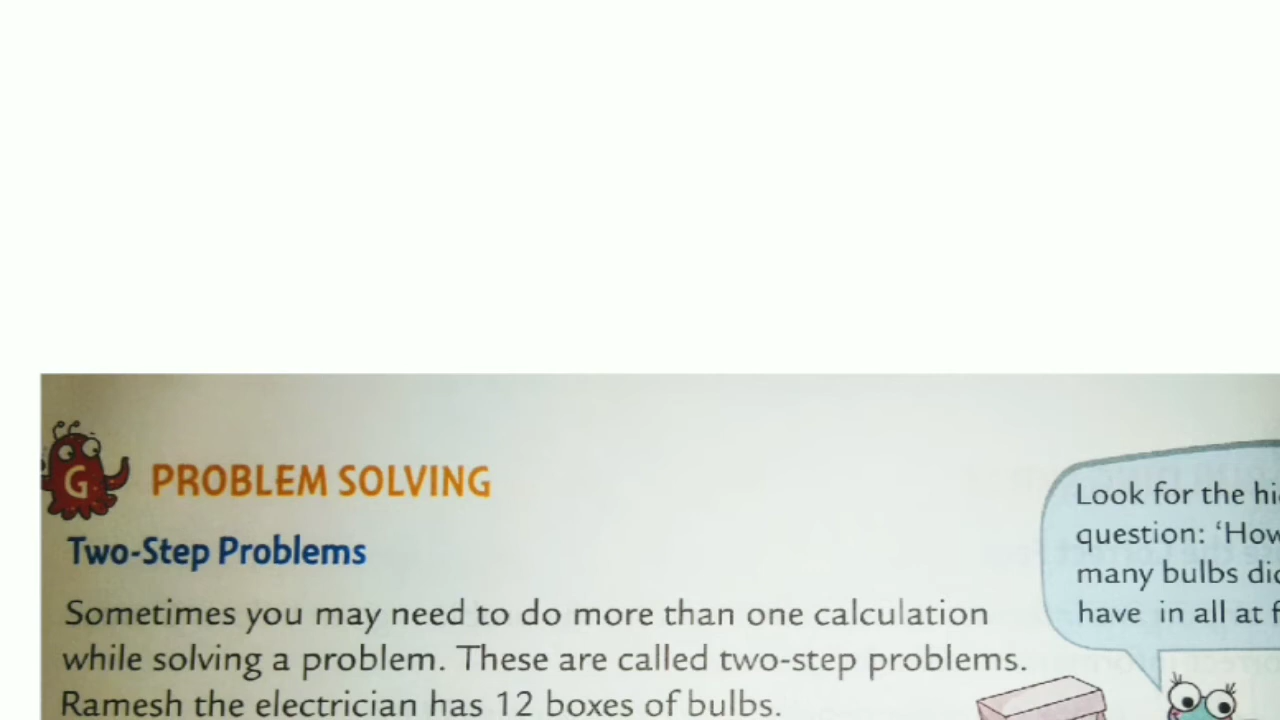 G PROBLEM SOLVING
Two-Step Problems
Sometimes you may need to do more than one calculation
while solving a problem. These are called two-step problems.
Ramesh the electrician has 12 boxes of bulbs.
Look for the
question: 'How
many bulbs
have in all at